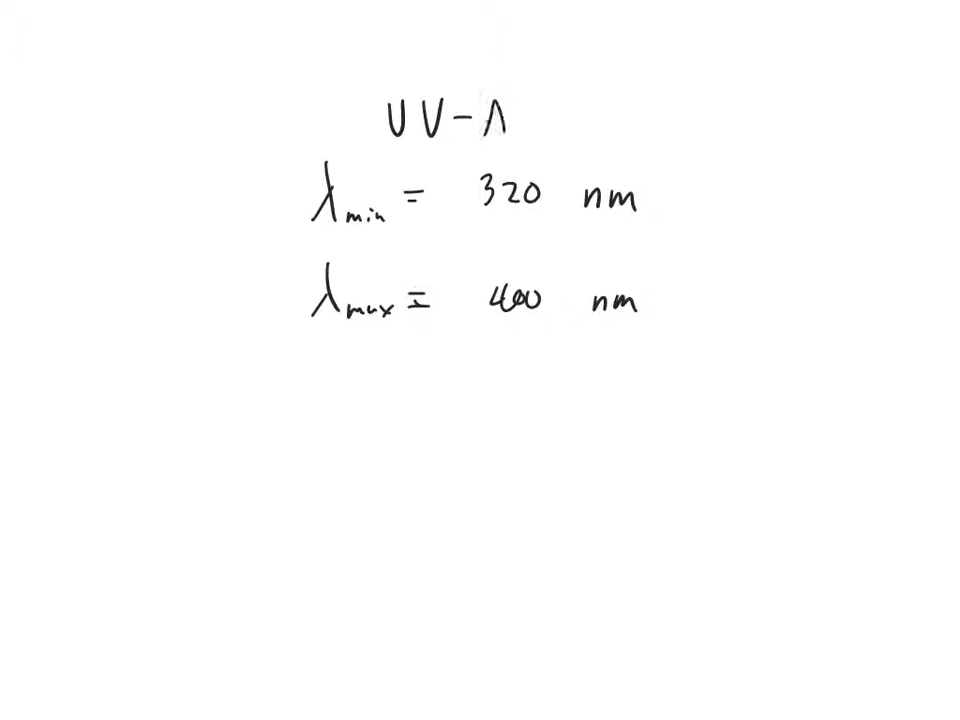 UV-A
λmin = 320 nm
λmax = 400 nm